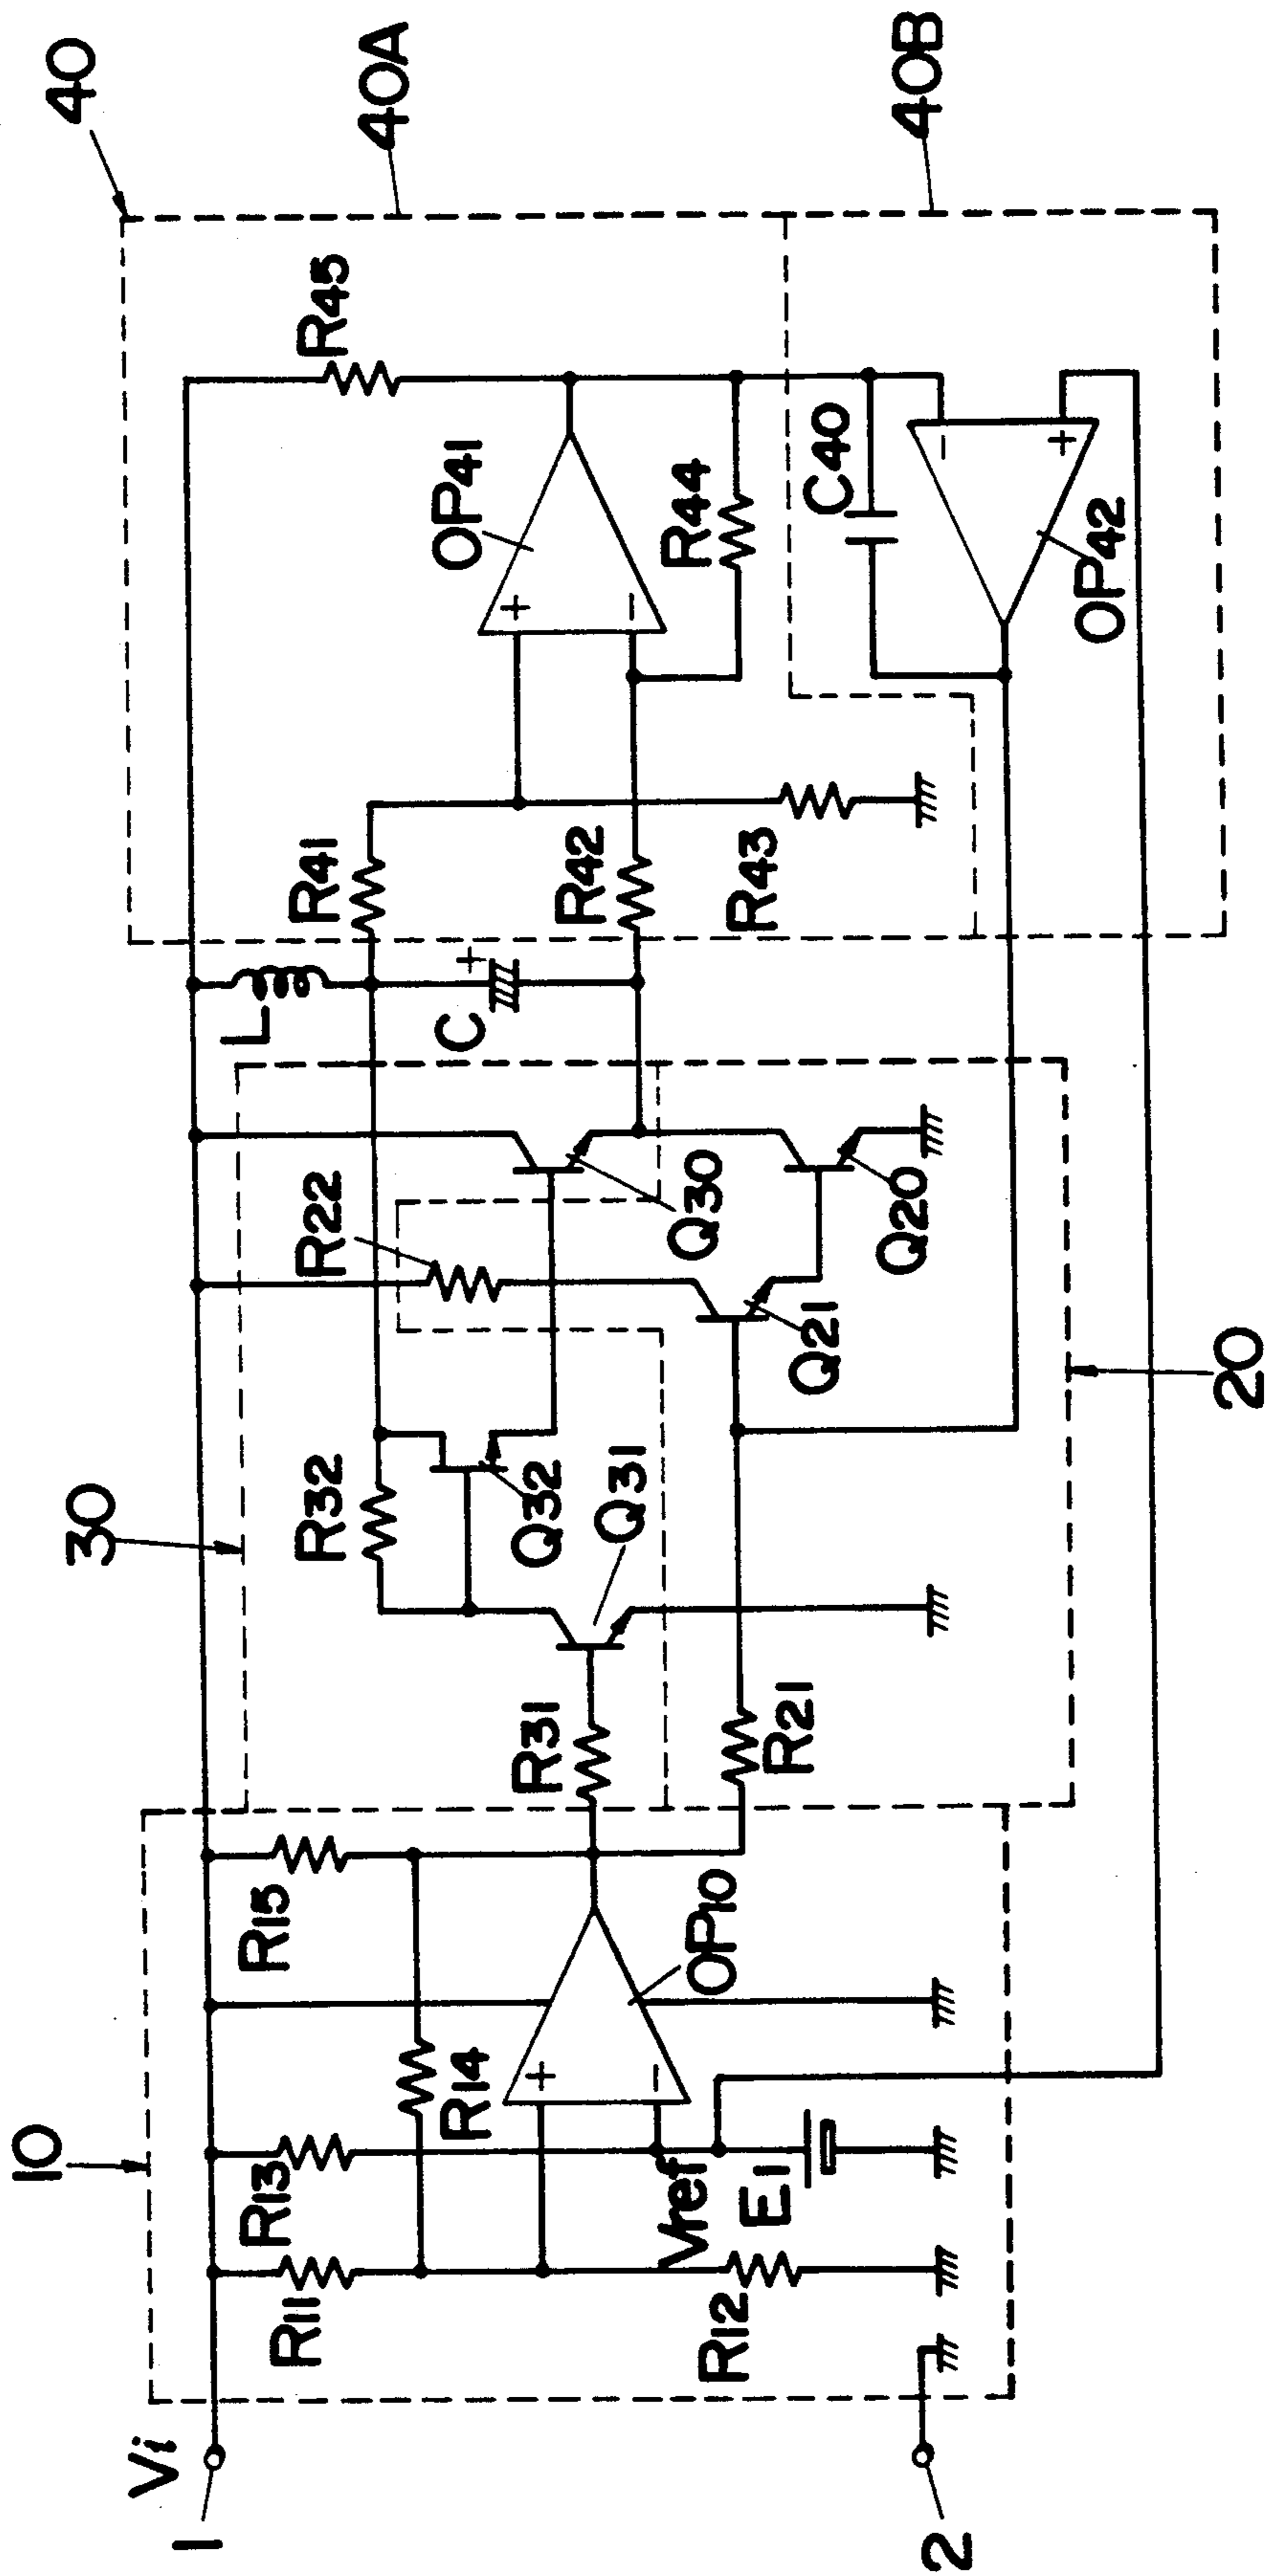 40
40A
40B
30
10
20
Vi
1
2
R11
R12
R13
R14
R15
Vref
E1
+
−
OP10
R31
R21
Q31
R32
Q32
R22
Q21
Q30
Q20
L
C
+
R41
R42
R43
+
−
OP41
R44
R45
C40
−
+
OP42